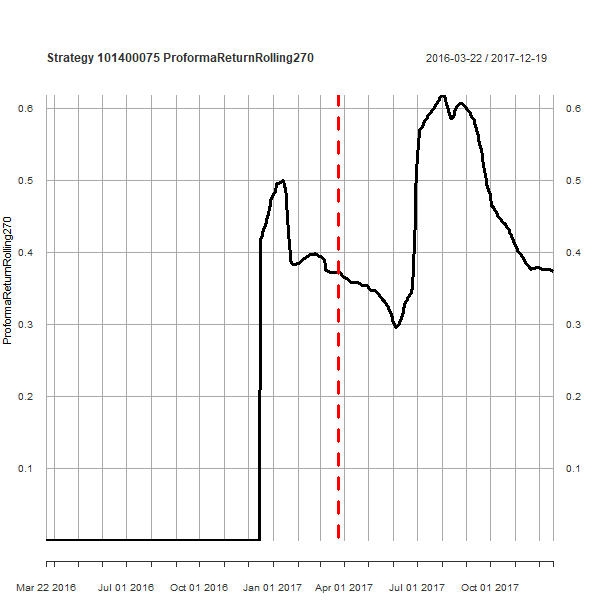 Strategy 101400075 ProformaReturnRolling270
2016-03-22 / 2017-12-19
ProformaReturnRolling270
0.6 0.6
0.5 0.5
0.4 0.4
0.3 0.3
0.2 0.2
0.1 0.1
Mar 22 2016 Jul 01 2016 Oct 01 2016 Jan 01 2017 Apr 01 2017 Jul 01 2017 Oct 01 2017